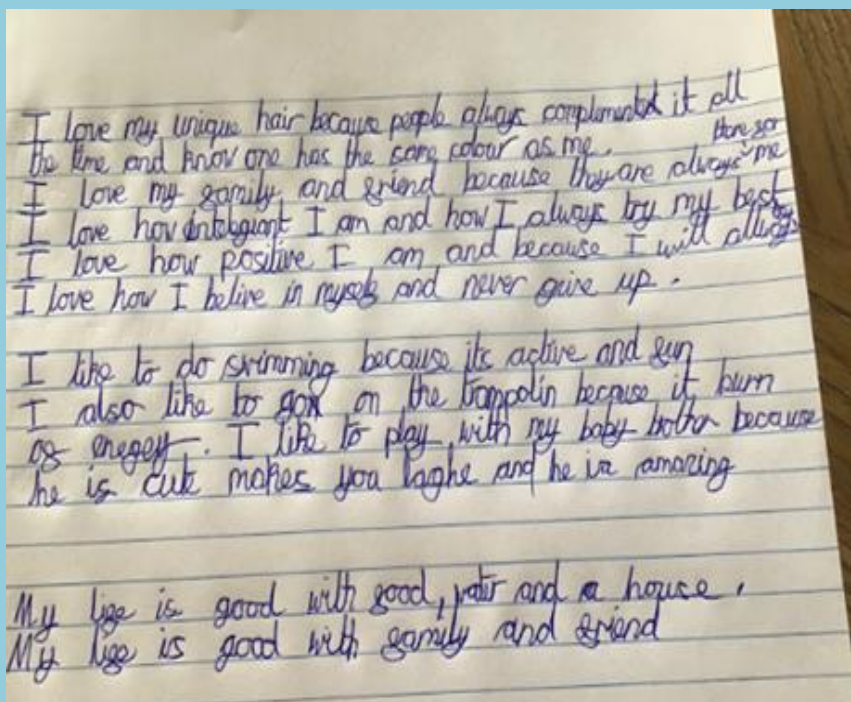 I love my unique hair because people always complimented it all
the time and know one has the same colour as me.
I love my family and friend because they are always there for me
I love how inteligiant I am and how I always try my best
I love how positive I am and because I will always try
I love how I belive in myself and never give up.
I like to do swimming because its active and fun
I also like to go on the trampolin because it burn
of enegey. I like to play with my baby brother because
he is cute makes you laghe and he is amazing
My life is good with food, water and a house.
My life is good with family and friend